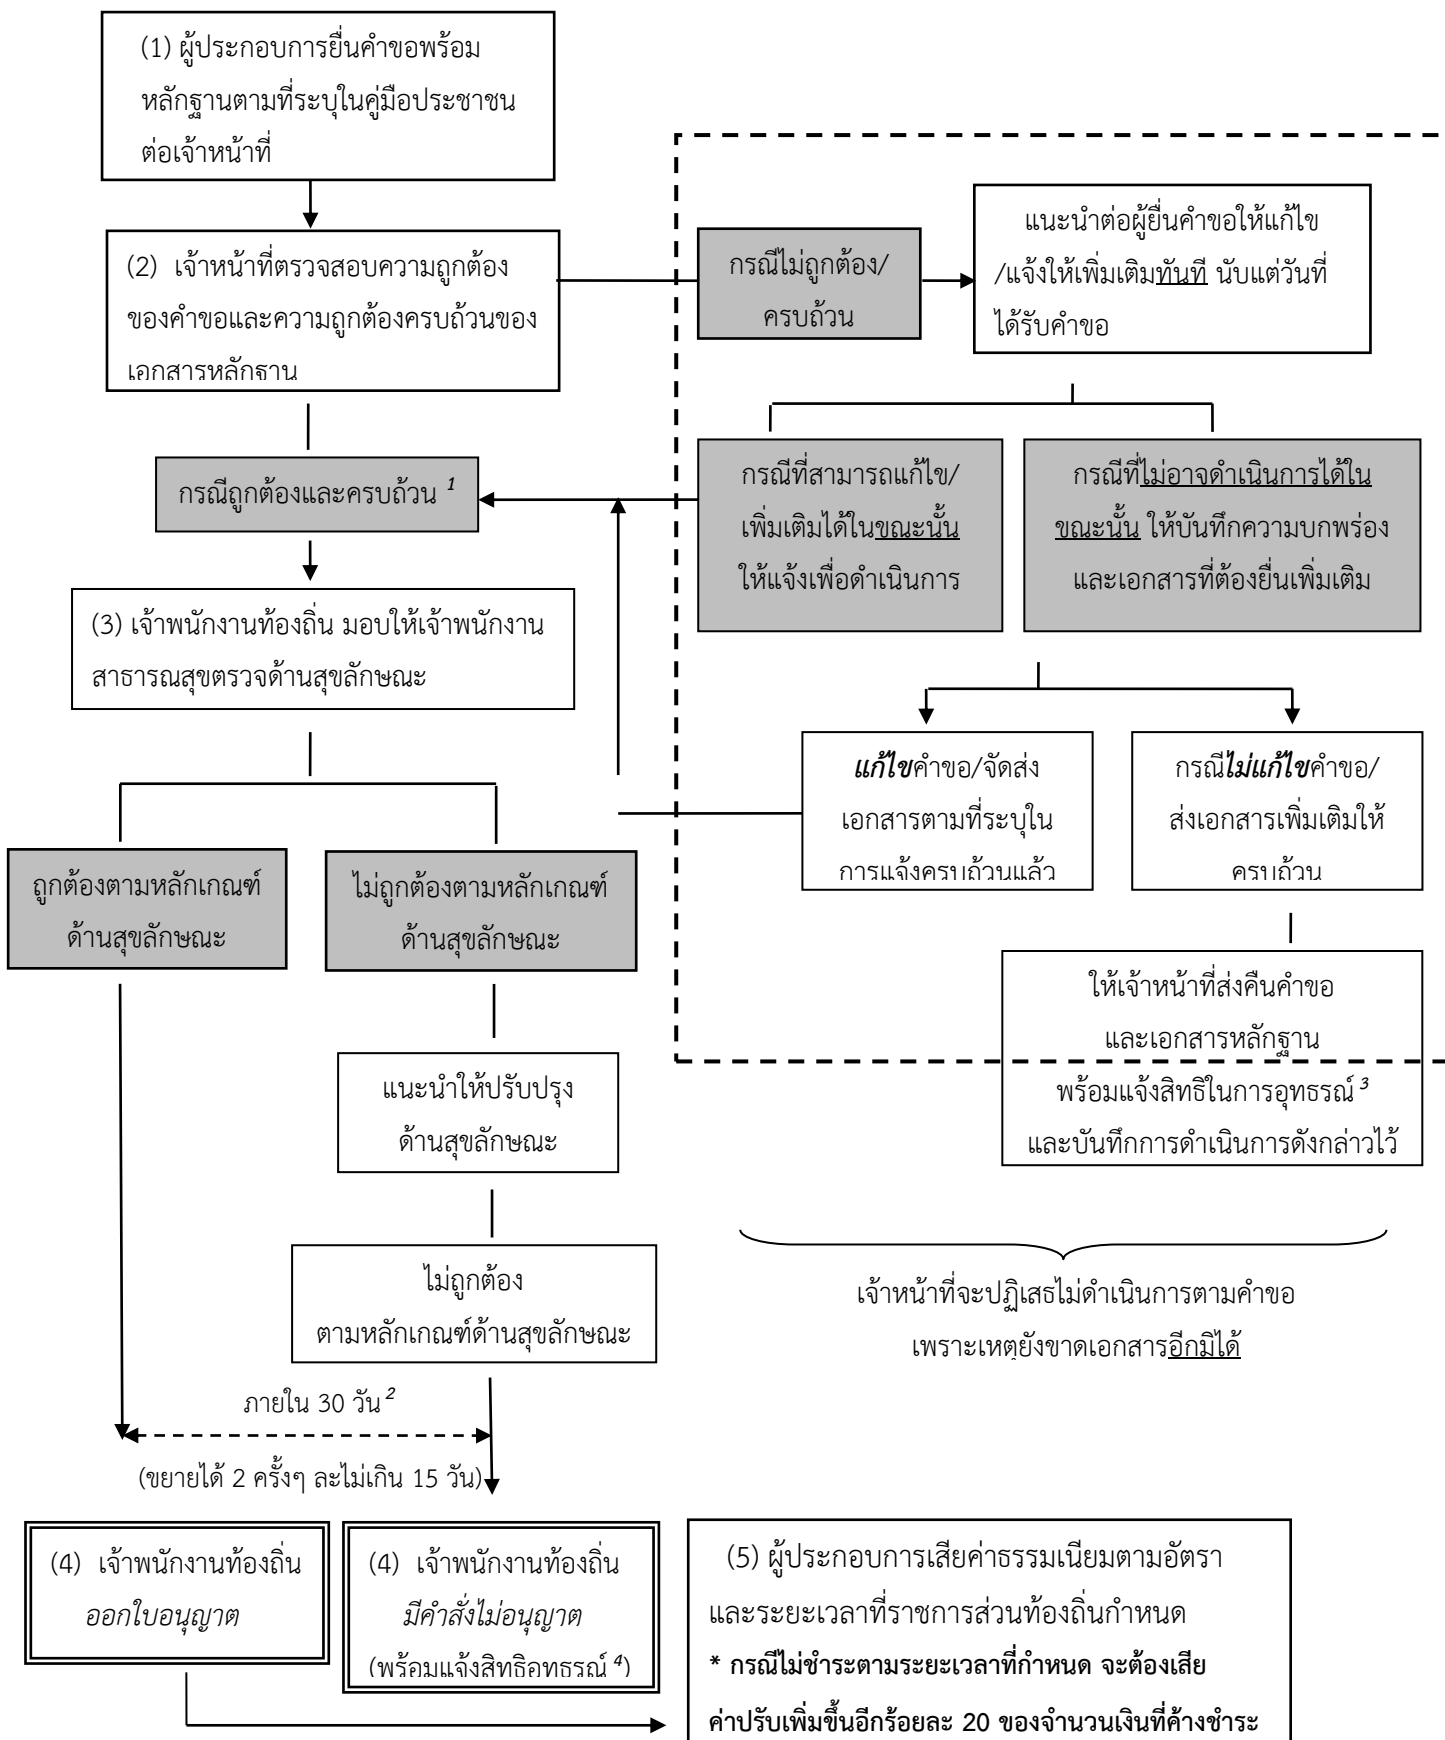 (1) ผู้ประกอบการยื่นคำขอพร้อม
หลักฐานตามที่ระบุในคู่มือประชาชน
ต่อเจ้าหน้าที่
(2) เจ้าหน้าที่ตรวจสอบความถูกต้อง
ของคำขอและความถูกต้องครบถ้วนของ
เอกสารหลักฐาน
กรณีไม่ถูกต้อง/
ครบถ้วน
แนะนำต่อผู้ยื่นคำขอให้แก้ไข
/แจ้งให้เพิ่มเติมทันที นับแต่วันที่
ได้รับคำขอ
กรณีถูกต้องและครบถ้วน ¹
กรณีที่สามารถแก้ไข/
เพิ่มเติมได้ในขณะนั้น
ให้แจ้งเพื่อดำเนินการ
กรณีที่ไม่อาจดำเนินการได้ใน
ขณะนั้น ให้บันทึกความบกพร่อง
และเอกสารที่ต้องยื่นเพิ่มเติม
(3) เจ้าพนักงานท้องถิ่น มอบให้เจ้าพนักงาน
สาธารณสุขตรวจด้านสุขลักษณะ
แก้ไขคำขอ/จัดส่ง
เอกสารตามที่ระบุใน
การแจ้งครบถ้วนแล้ว
กรณีไม่แก้ไขคำขอ/
ส่งเอกสารเพิ่มเติมให้
ครบถ้วน
ถูกต้องตามหลักเกณฑ์
ด้านสุขลักษณะ
ไม่ถูกต้องตามหลักเกณฑ์
ด้านสุขลักษณะ
ให้เจ้าหน้าที่ส่งคืนคำขอ
และเอกสารหลักฐาน
พร้อมแจ้งสิทธิในการอุทธรณ์ ³
และบันทึกการดำเนินการดังกล่าวไว้
แนะนำให้ปรับปรุง
ด้านสุขลักษณะ
ไม่ถูกต้อง
ตามหลักเกณฑ์ด้านสุขลักษณะ
เจ้าหน้าที่จะปฏิเสธไม่ดำเนินการตามคำขอ
เพราะเหตุยังขาดเอกสารอีกมิได้
ภายใน 30 วัน ²
(ขยายได้ 2 ครั้งๆ ละไม่เกิน 15 วัน)
(4) เจ้าพนักงานท้องถิ่น
ออกใบอนุญาต
(4) เจ้าพนักงานท้องถิ่น
มีคำสั่งไม่อนุญาต
(พร้อมแจ้งสิทธิอุทธรณ์ ⁴)
(5) ผู้ประกอบการเสียค่าธรรมเนียมตามอัตรา
และระยะเวลาที่ราชการส่วนท้องถิ่นกำหนด
* กรณีไม่ชำระตามระยะเวลาที่กำหนด จะต้องเสีย
ค่าปรับเพิ่มขึ้นอีกร้อยละ 20 ของจำนวนเงินที่ค้างชำระ